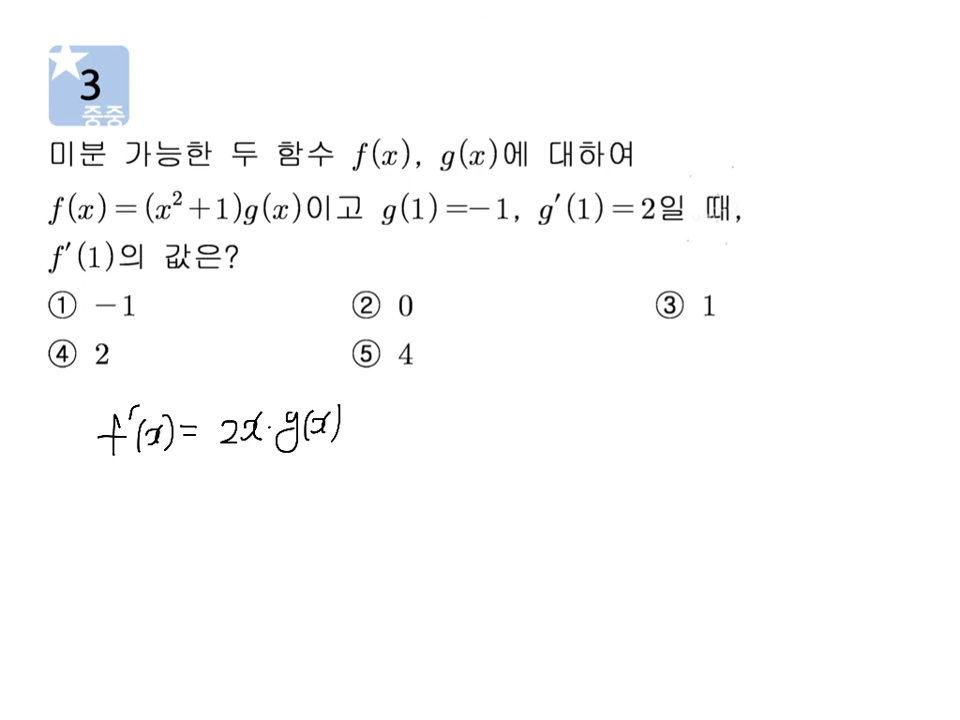 3
중중
미분 가능한 두 함수 f(x), g(x)에 대하여
f(x)=(x²+1)g(x)이고 g(1)=-1, g′(1)=2일 때,
f′(1)의 값은?
① -1 ② 0 ③ 1
④ 2 ⑤ 4
f′(x)= 2x·g(x)